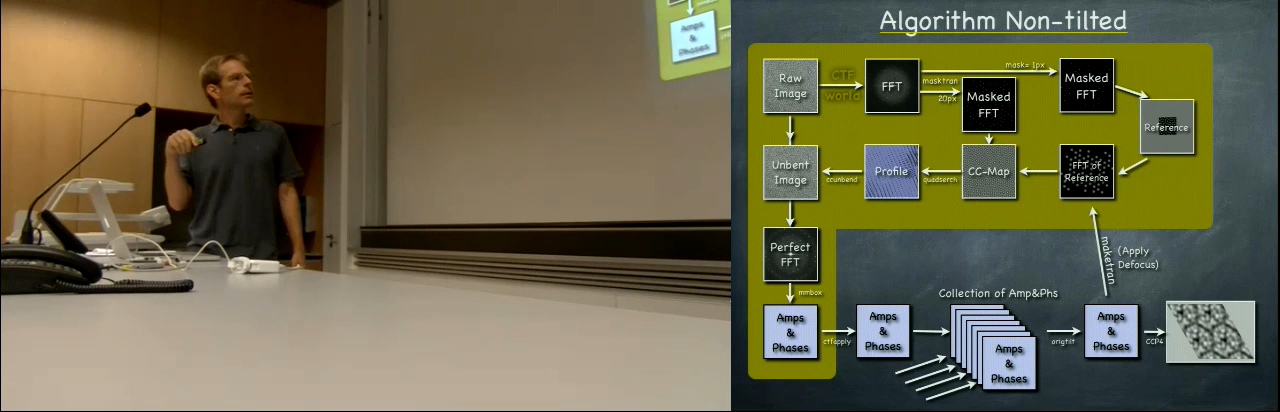 Amps
&
Phases
Algorithm Non-tilted
Raw
Image
CTF
world
FFT
mask= 1px
masktran
20px
Masked
FFT
Masked
FFT
Reference
Unbent
Image
ccunbend
Profile
quadserch
CC-Map
FFT of
Reference
Perfect
FFT
mmbox
maketran
(Apply
Defocus)
Collection of Amp&Phs
Amps
&
Phases
ctfapply
Amps
&
Phases
Amps
&
Phases
origtilt
Amps
&
Phases
CCP4